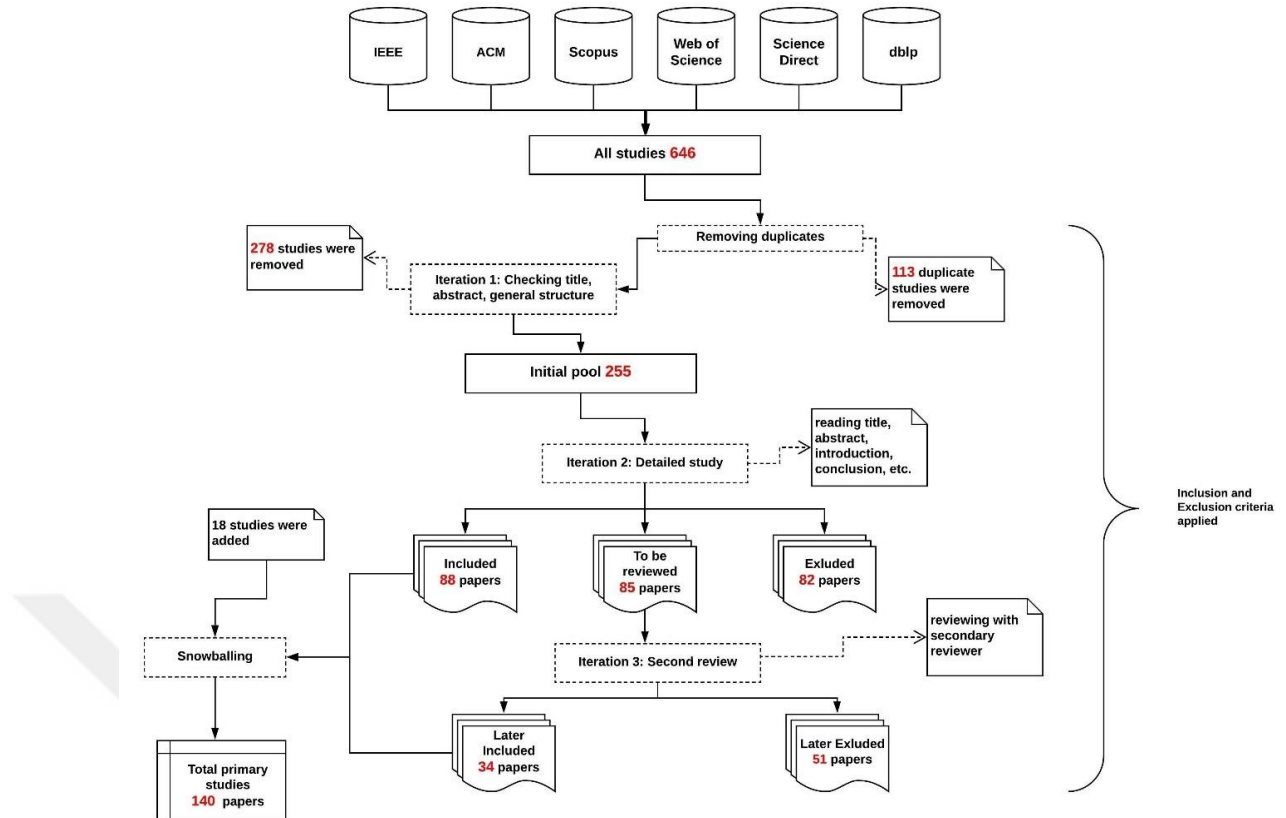 IEEE
ACM
Scopus
Web of
Science
Science
Direct
dblp
All studies 646
Removing duplicates
278 studies were
removed
Iteration 1: Checking title,
abstract, general structure
113 duplicate
studies were
removed
Initial pool 255
reading title,
abstract,
introduction,
conclusion, etc.
Iteration 2: Detailed study
Inclusion and
Exclusion criteria
applied
18 studies were
added
Included
88 papers
To be
reviewed
85 papers
Exluded
82 papers
reviewing with
secondary
reviewer
Snowballing
Iteration 3: Second review
Later
Included
34 papers
Later Exluded
51 papers
Total primary
studies
140 papers